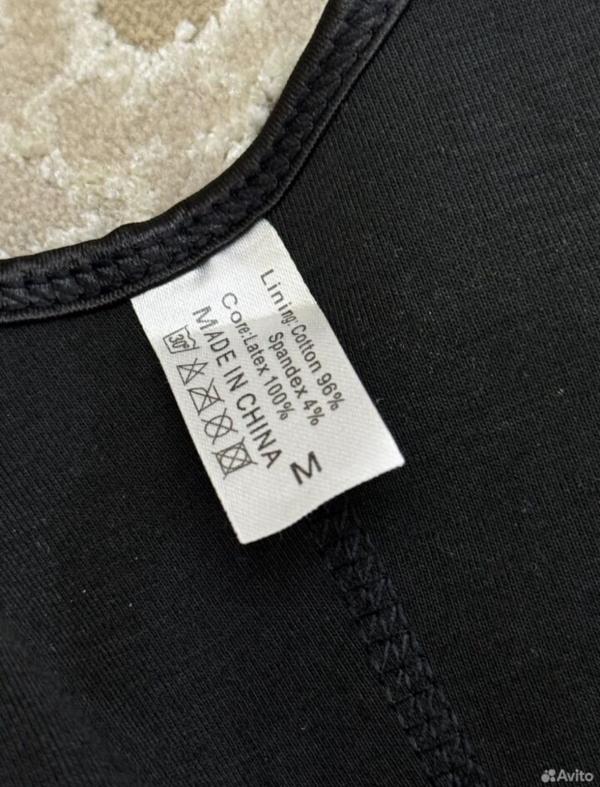 Lining: Cotton 96%
Spandex 4%
Core:Latex 100%
MADE IN CHINA
30°
M
Avito